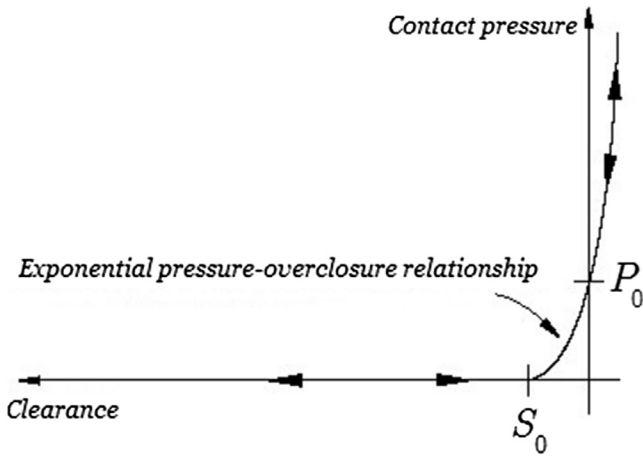 Contact pressure
Exponential pressure-overclosure relationship
P0
Clearance
S0